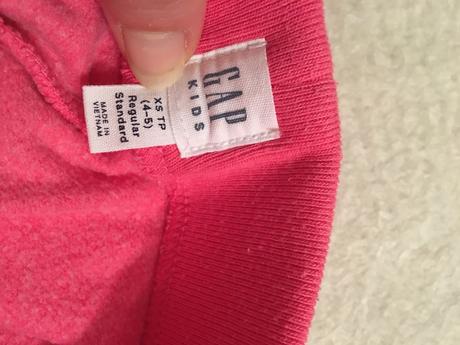 GAP
KIDS
XS TP
(4-5)
Regular
Standard
MADE IN
VIETNAM